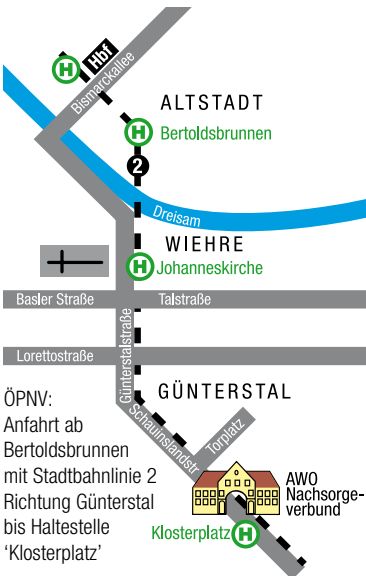 H
Hbf
Bismarckallee
ALTSTADT
H Bertoldsbrunnen
2
Dreisam
WIEHRE
H Johanneskirche
Basler Straße
Talstraße
Günterstalstraße
Lorettostraße
GÜNTERSTAL
Schauinslandstr
Torplatz
ÖPNV:
Anfahrt ab
Bertoldsbrunnen
mit Stadtbahnlinie 2
Richtung Günterstal
bis Haltestelle
‘Klosterplatz’
AWO
Nachsorge-
verbund
Klosterplatz H